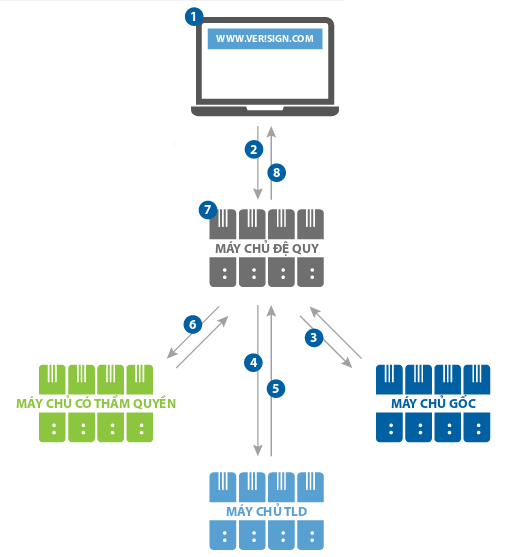 1
WWW.VERISIGN.COM
2
8
7
MÁY CHỦ ĐỆ QUY
6
3
4
5
MÁY CHỦ CÓ THẨM QUYỀN
MÁY CHỦ GỐC
MÁY CHỦ TLD